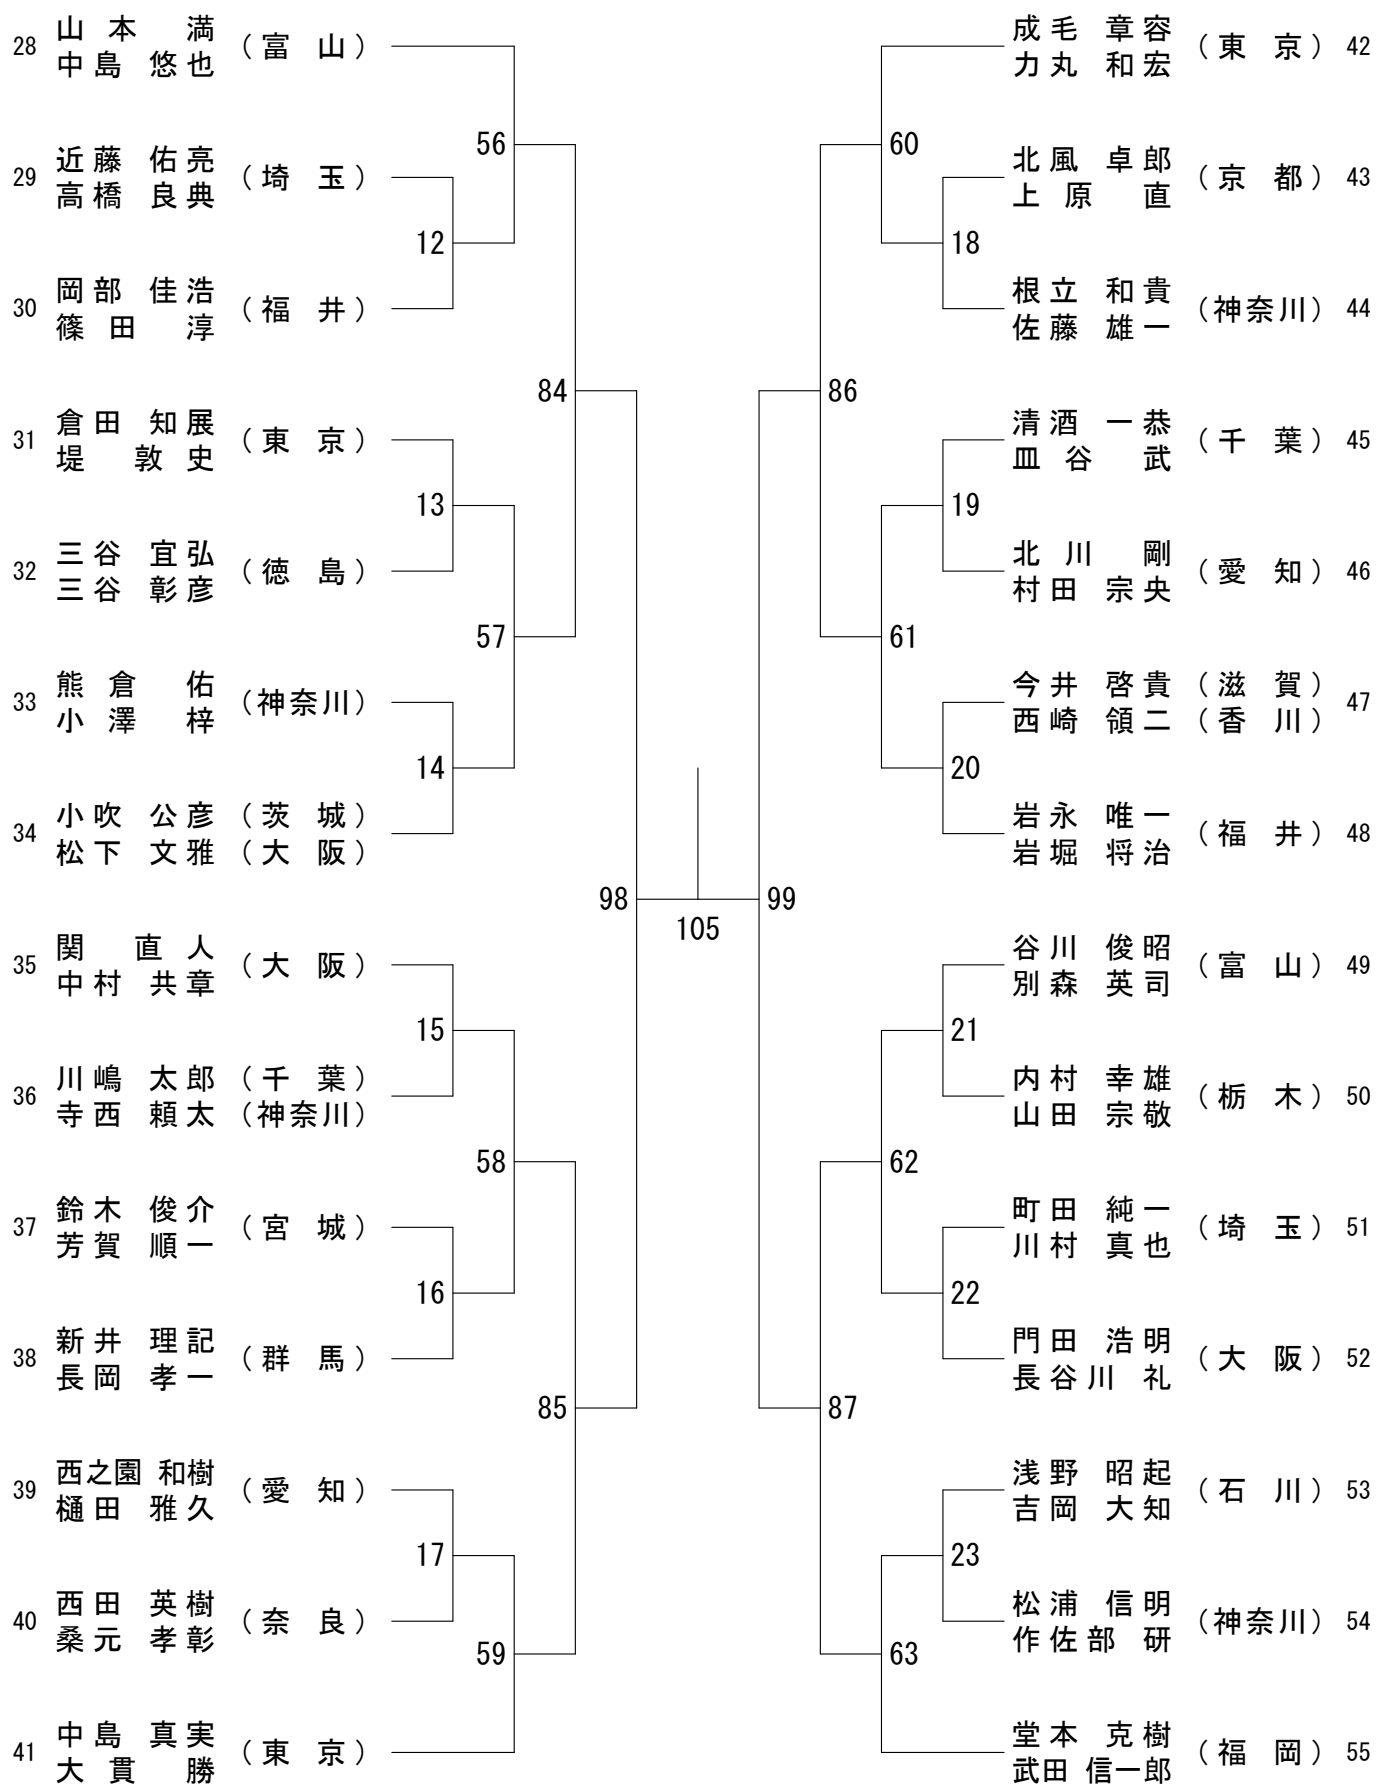 28 山本 満 (富山)
中島 悠也
56
29 近藤 佑亮 (埼玉)
高橋 良典
12
30 岡部 佳浩 (福井)
篠田 淳
84
31 倉田 知展 (東京)
堤 敦史
13
32 三谷 宜弘 (徳島)
三谷 彰彦
57
33 熊倉 佑 (神奈川)
小澤 梓
14
34 小吹 公彦 (茨城)
松下 文雅 (大阪)
98
105
35 関 直人 (大阪)
中村 共章
15
36 川嶋 太郎 (千葉)
寺西 頼太 (神奈川)
58
37 鈴木 俊介 (宮城)
芳賀 順一
16
38 新井 理記 (群馬)
長岡 孝一
85
39 西之園 和樹 (愛知)
樋田 雅久
17
40 西田 英樹 (奈良)
桑元 孝彰
59
41 中島 真実 (東京)
大貫 勝
成毛 章容 (東京) 42
力丸 和宏
60
北風 卓郎 (京都) 43
上原 直
18
根立 和貴 (神奈川) 44
佐藤 雄一
86
清酒 一恭 (千葉) 45
皿谷 武
19
北川 剛 (愛知) 46
村田 宗央
61
今井 啓貴 (滋賀) 47
西崎 領二 (香川)
20
岩永 唯一 (福井) 48
岩堀 将治
99
谷川 俊昭 (富山) 49
別森 英司
21
内村 幸雄 (栃木) 50
山田 宗敬
62
町田 純一 (埼玉) 51
川村 真也
22
門田 浩明 (大阪) 52
長谷川 礼
87
浅野 昭起 (石川) 53
吉岡 大知
23
松浦 信明 (神奈川) 54
作佐部 研
63
堂本 克樹 (福岡) 55
武田 信一郎